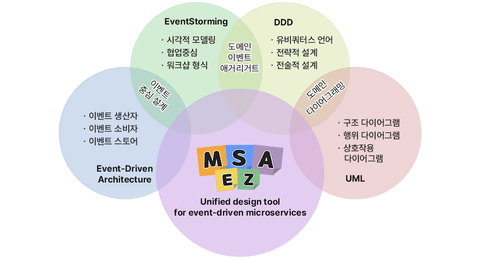 EventStorming
· 시각적 모델링
· 협업중심
· 워크샵 형식
도메인
이벤트
애거리거트
DDD
· 유비쿼터스 언어
· 전략적 설계
· 전술적 설계
이벤트
중심 설계
도메인
다이어그래밍
· 이벤트 생산자
· 이벤트 소비자
· 이벤트 스토어
Event-Driven
Architecture
· 구조 다이어그램
· 행위 다이어그램
· 상호작용
다이어그램
UML
MSA
EZ
Unified design tool
for event-driven microservices